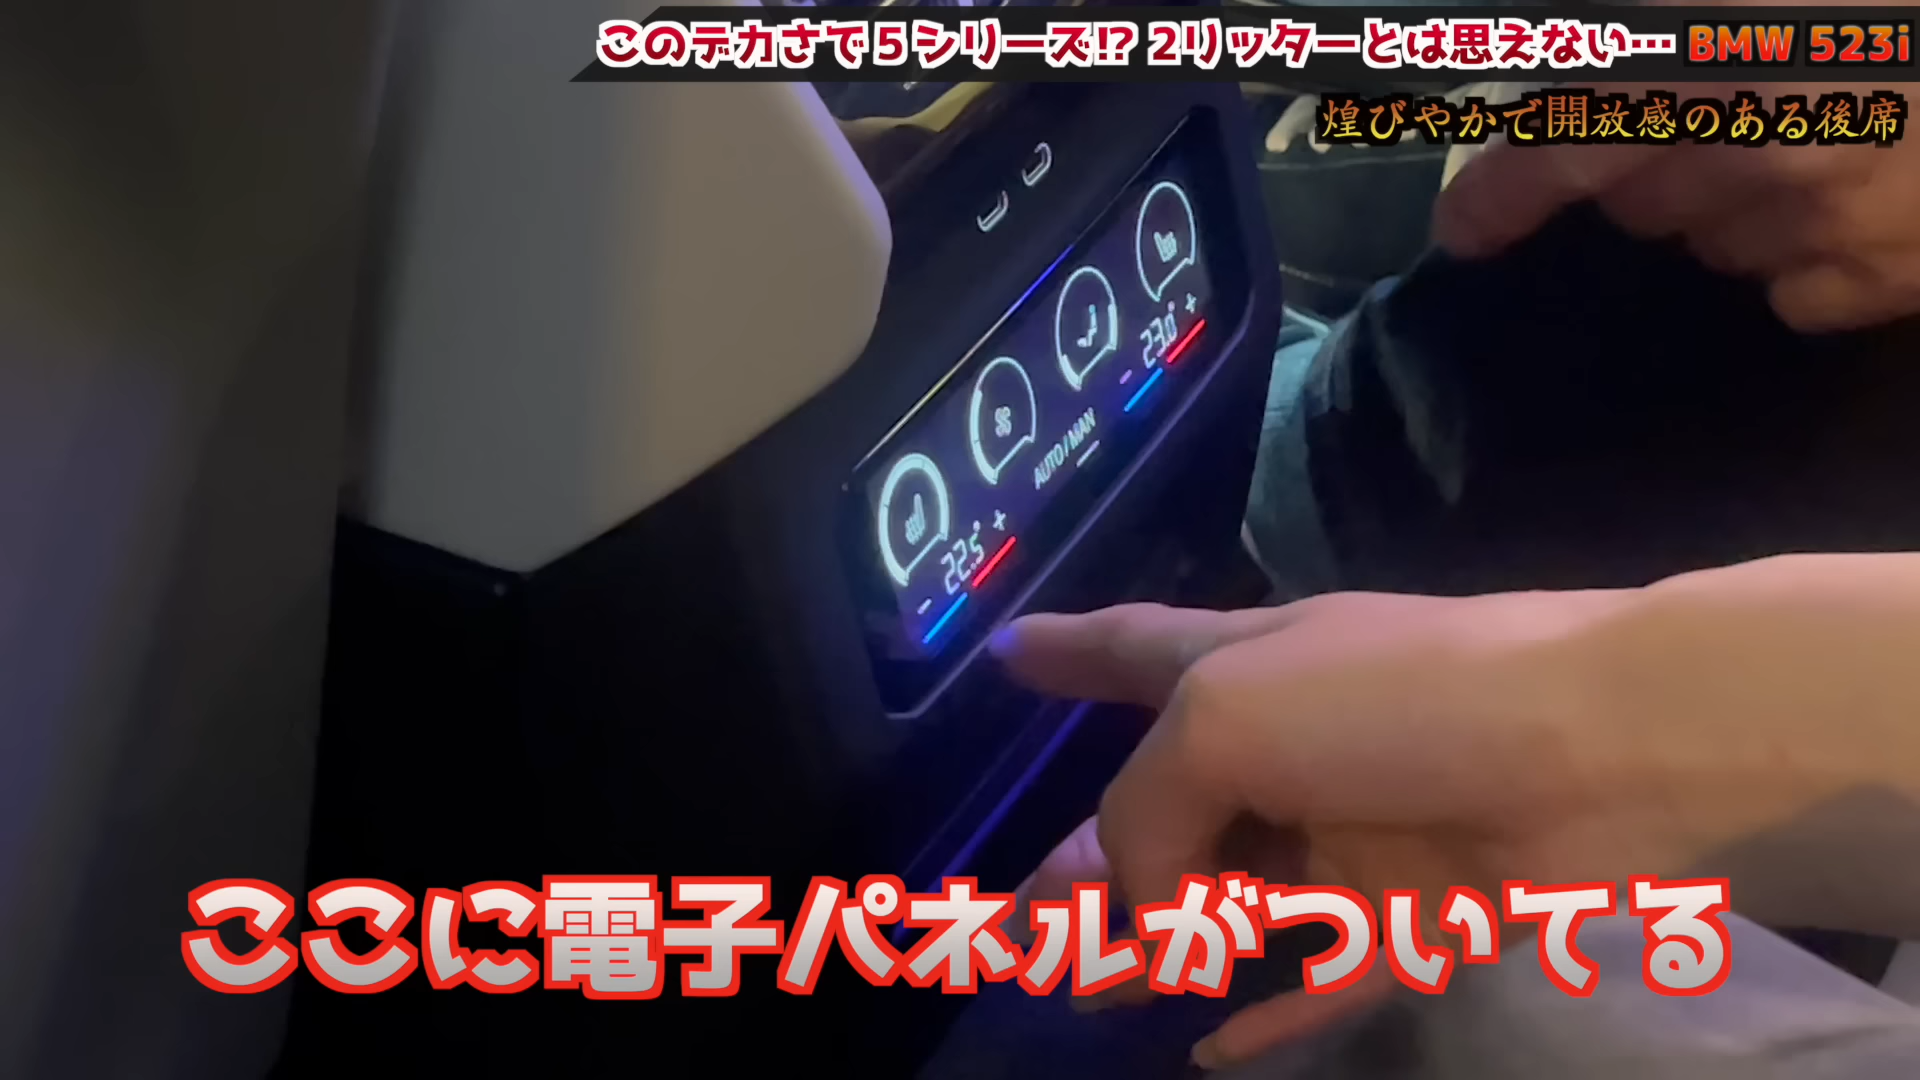 このデカさで5シリーズ!? 2リッターとは思えない… BMW 523i
煌びやかで開放感のある後席
23.0° +
-
AUTO/MAN
22.5° +
-
ここに電子パネルがついてる